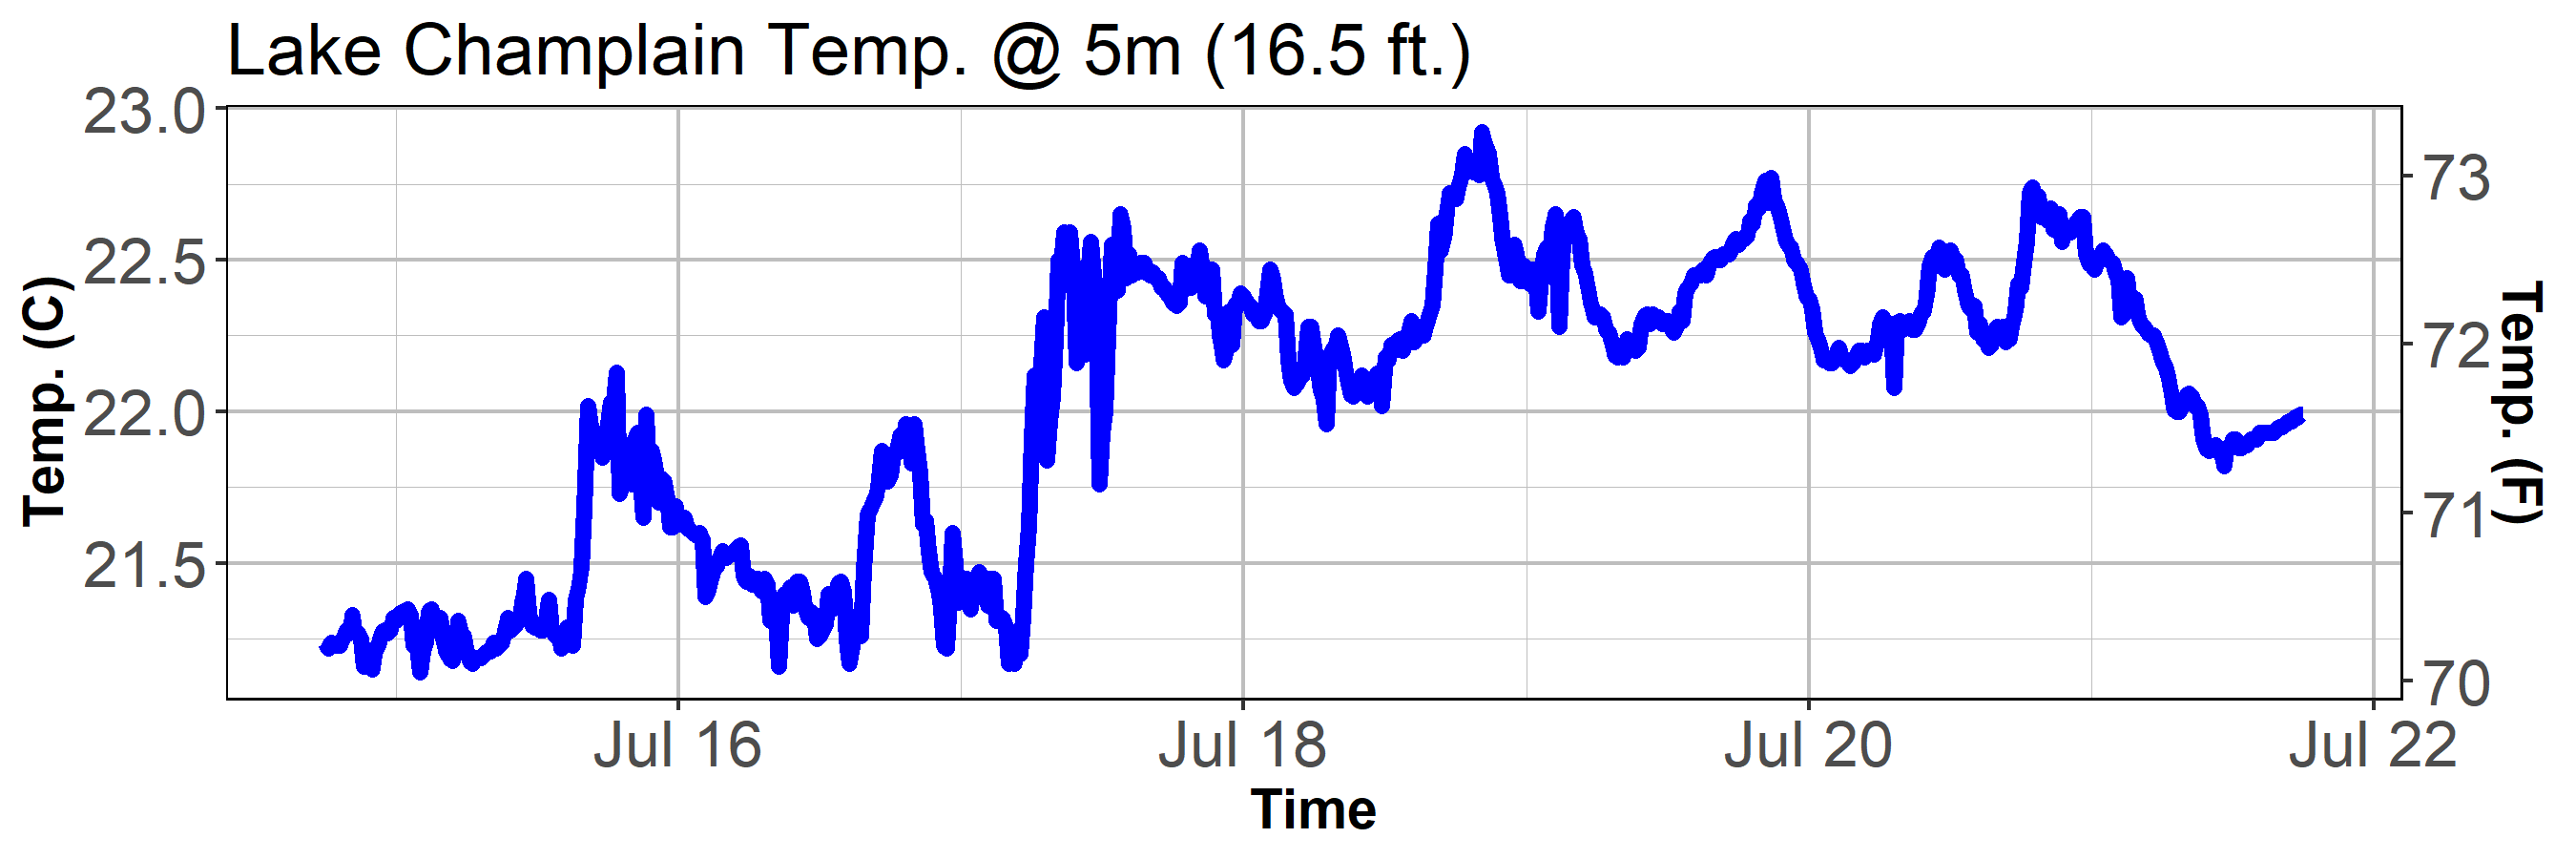 Lake Champlain Temp. @ 5m (16.5 ft.)
23.0
22.5
22.0
21.5
Temp. (C)
73
72
71
70
Temp. (F)
Jul 16 Jul 18 Jul 20 Jul 22
Time